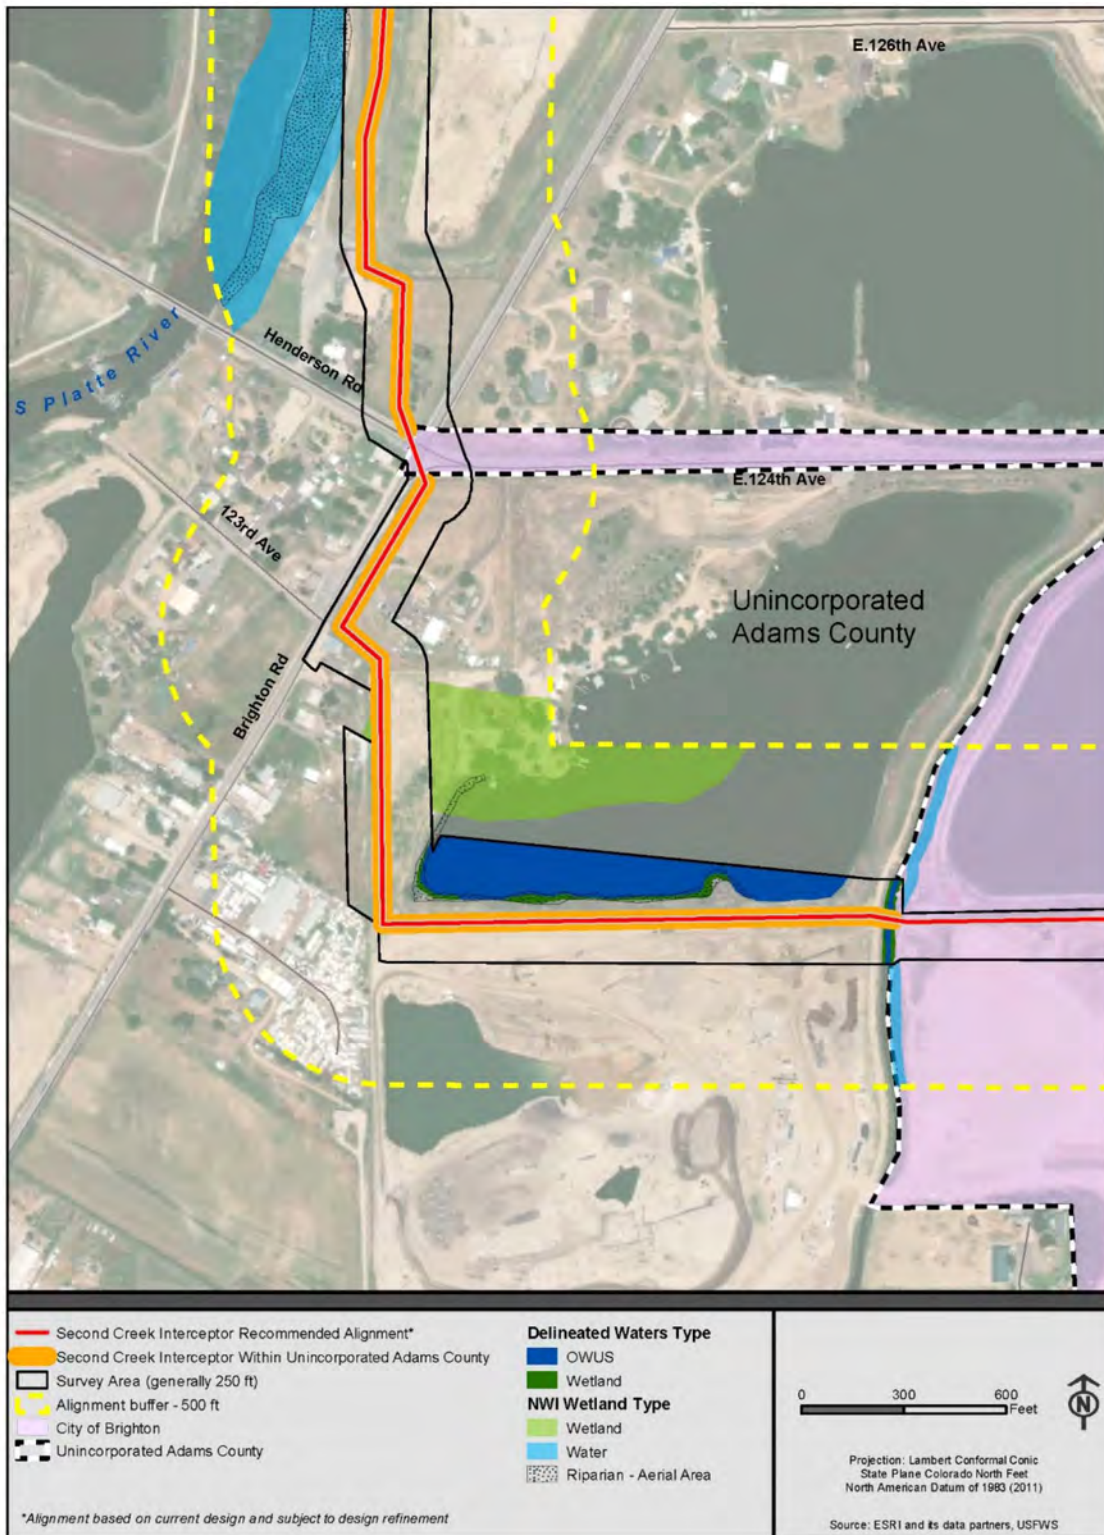 E.126th Ave
Henderson Rd
S Platte River
E.124th Ave
123rd Ave
Unincorporated
Adams County
Brighton Rd
Second Creek Interceptor Recommended Alignment*
Second Creek Interceptor Within Unincorporated Adams County
Survey Area (generally 250 ft)
Alignment buffer - 500 ft
City of Brighton
Unincorporated Adams County
*Alignment based on current design and subject to design refinement
Delineated Waters Type
OWUS
Wetland
NWI Wetland Type
Wetland
Water
Riparian - Aerial Area
0 300 600
Feet
N
Projection: Lambert Conformal Conic
State Plane Colorado North Feet
North American Datum of 1983 (2011)
Source: ESRI and its data partners, USFWS